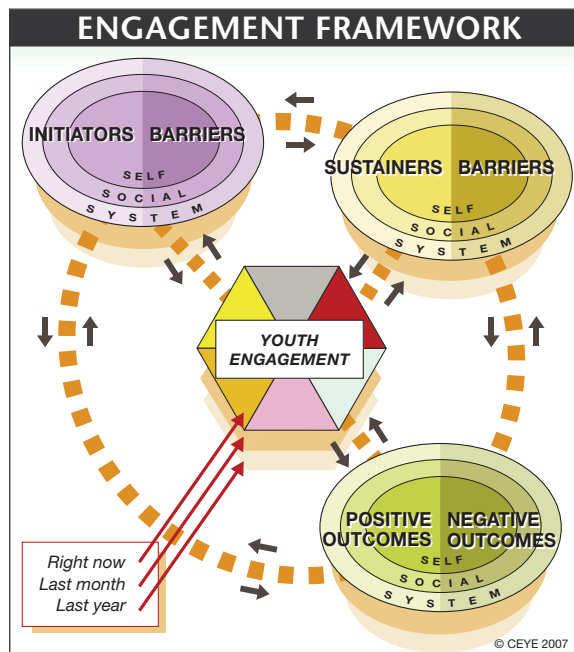 ENGAGEMENT FRAMEWORK
INITIATORS BARRIERS
SELF
SOCIAL
SYSTEM
SUSTAINERS BARRIERS
SELF
SOCIAL
SYSTEM
YOUTH
ENGAGEMENT
POSITIVE NEGATIVE
OUTCOMES OUTCOMES
SELF
SOCIAL
SYSTEM
Right now
Last month
Last year
© CEYE 2007